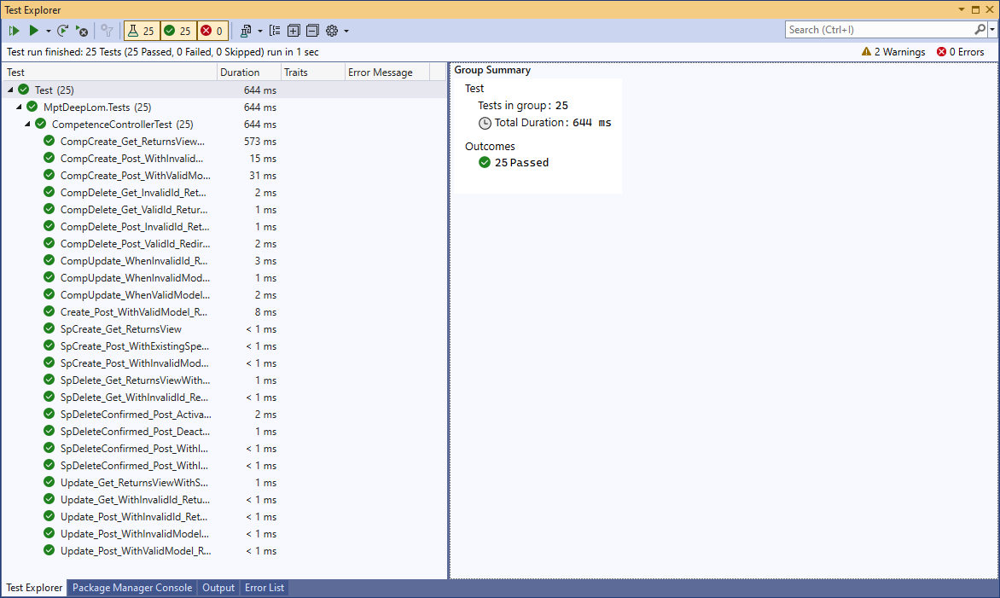 Test Explorer
25 25 0
Search (Ctrl+I)
Test run finished: 25 Tests (25 Passed, 0 Failed, 0 Skipped) run in 1 sec
2 Warnings 0 Errors
Test Duration Traits Error Message
Test (25) 644 ms
MptDeepLom.Tests (25) 644 ms
CompetenceControllerTest (25) 644 ms
CompCreate_Get_ReturnsView... 573 ms
CompCreate_Post_WithInvalid... 15 ms
CompCreate_Post_WithValidMo... 31 ms
CompDelete_Get_InvalidId_Ret... 2 ms
CompDelete_Get_ValidId_Retur... 1 ms
CompDelete_Post_InvalidId_Ret... 1 ms
CompDelete_Post_ValidId_Redir... 2 ms
CompUpdate_WhenInvalidId_R... 3 ms
CompUpdate_WhenInvalidMod... 1 ms
CompUpdate_WhenValidModel... 2 ms
Create_Post_WithValidModel_R... 8 ms
SpCreate_Get_ReturnsView < 1 ms
SpCreate_Post_WithExistingSpe... < 1 ms
SpCreate_Post_WithInvalidMod... < 1 ms
SpDelete_Get_ReturnsViewWith... 1 ms
SpDelete_Get_WithInvalidId_Re... < 1 ms
SpDeleteConfirmed_Post_Activa... 2 ms
SpDeleteConfirmed_Post_Deact... 1 ms
SpDeleteConfirmed_Post_WithI... < 1 ms
SpDeleteConfirmed_Post_WithI... < 1 ms
Update_Get_ReturnsViewWithS... 1 ms
Update_Get_WithInvalidId_Retu... < 1 ms
Update_Post_WithInvalidId_Ret... < 1 ms
Update_Post_WithInvalidModel... < 1 ms
Update_Post_WithValidModel_R... < 1 ms
Group Summary
Test
Tests in group: 25
Total Duration: 644 ms
Outcomes
25 Passed
Test Explorer Package Manager Console Output Error List